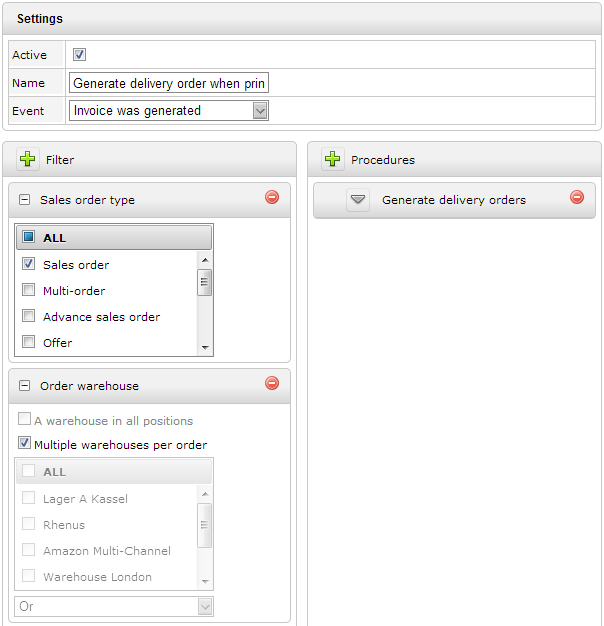 Settings
Active
Name Generate delivery order when prin
Event Invoice was generated
Filter
Sales order type
ALL
Sales order
Multi-order
Advance sales order
Offer
Order warehouse
A warehouse in all positions
Multiple warehouses per order
ALL
Lager A Kassel
Rhenus
Amazon Multi-Channel
Warehouse London
Or
Procedures
Generate delivery orders